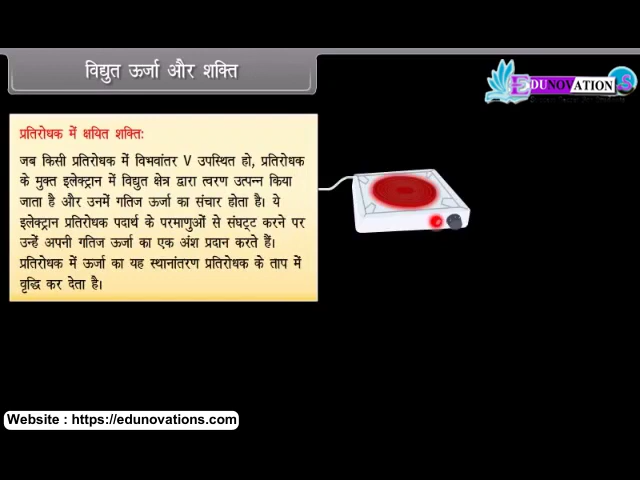 विद्युत ऊर्जा और शक्ति
EDUNOVATION
प्रतिरोधक में क्षयित शक्ति:
जब किसी प्रतिरोधक में विभवांतर V उपस्थित हो, प्रतिरोधक
के मुक्त इलेक्ट्रान में विद्युत क्षेत्र द्वारा त्वरण उत्पन्न किया
जाता है और उनमें गतिज ऊर्जा का संचार होता है। ये
इलेक्ट्रान प्रतिरोधक पदार्थ के परमाणुओं से संघट्ट करने पर
उन्हें अपनी गतिज ऊर्जा का एक अंश प्रदान करते हैं।
प्रतिरोधक में ऊर्जा का यह स्थानांतरण प्रतिरोधक के ताप में
वृद्धि कर देता है।
Website : https://edunovations.com/